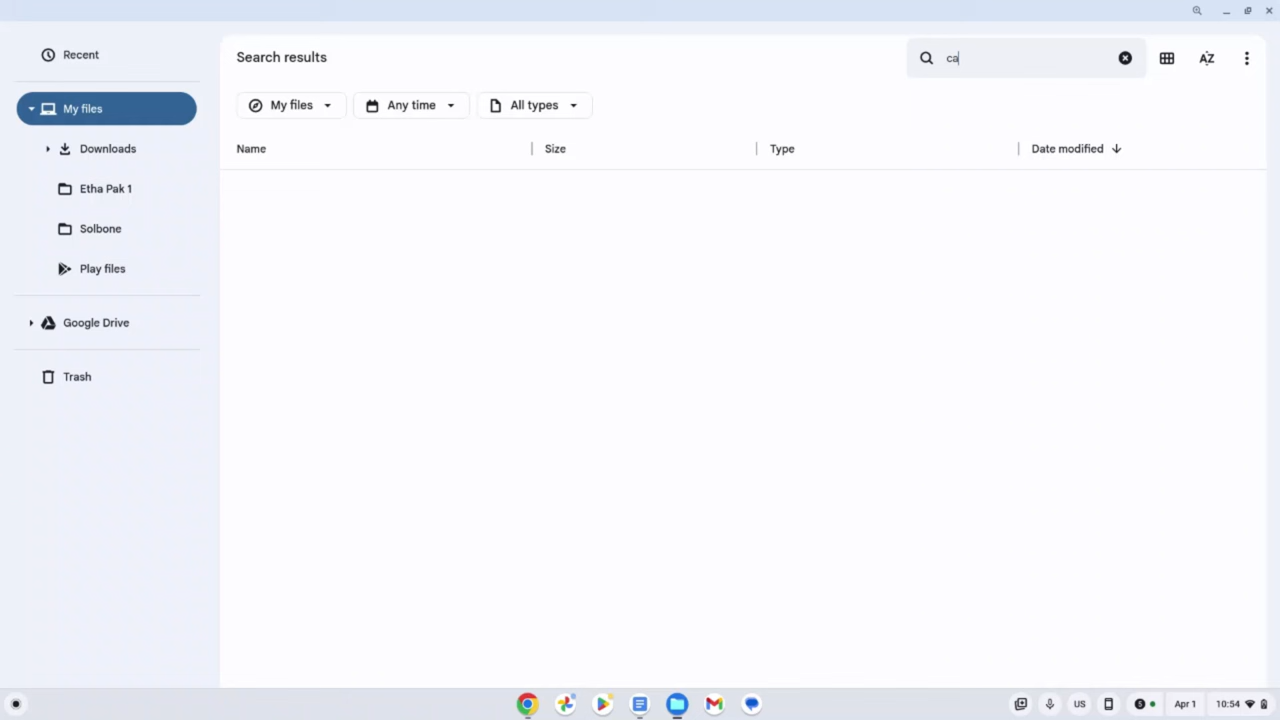 Recent
My files
Downloads
Etha Pak 1
Solbone
Play files
Google Drive
Trash
Search results
ca
AZ
My files
Any time
All types
Name
Size
Type
Date modified
US
S
Apr 1
10:54